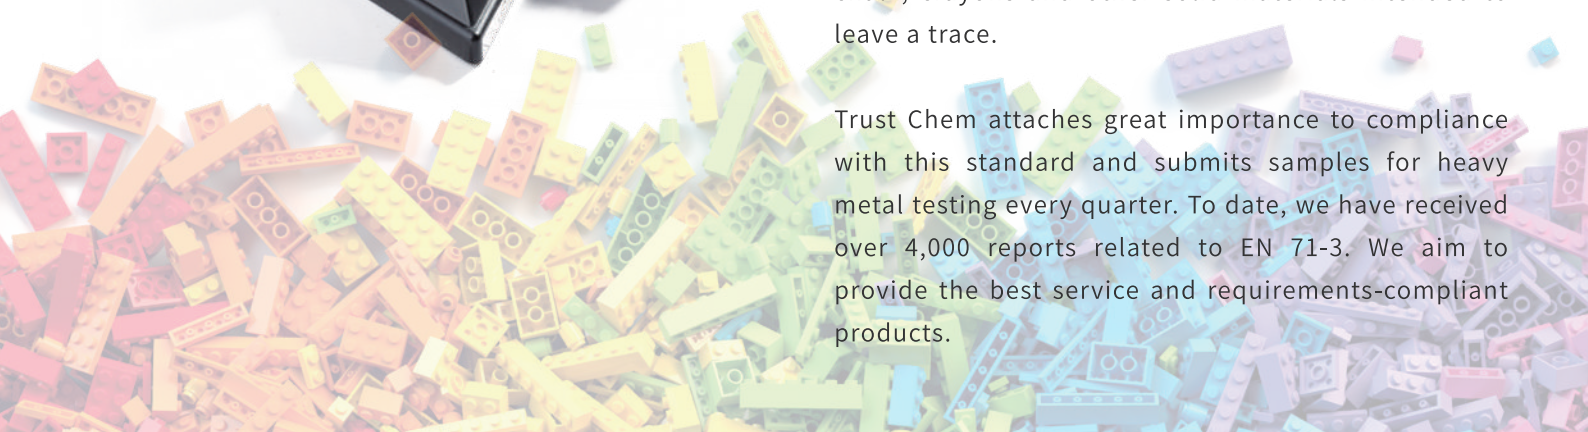 leave a trace.
Trust Chem attaches great importance to compliance
with this standard and submits samples for heavy
metal testing every quarter. To date, we have received
over 4,000 reports related to EN 71-3. We aim to
provide the best service and requirements-compliant
products.